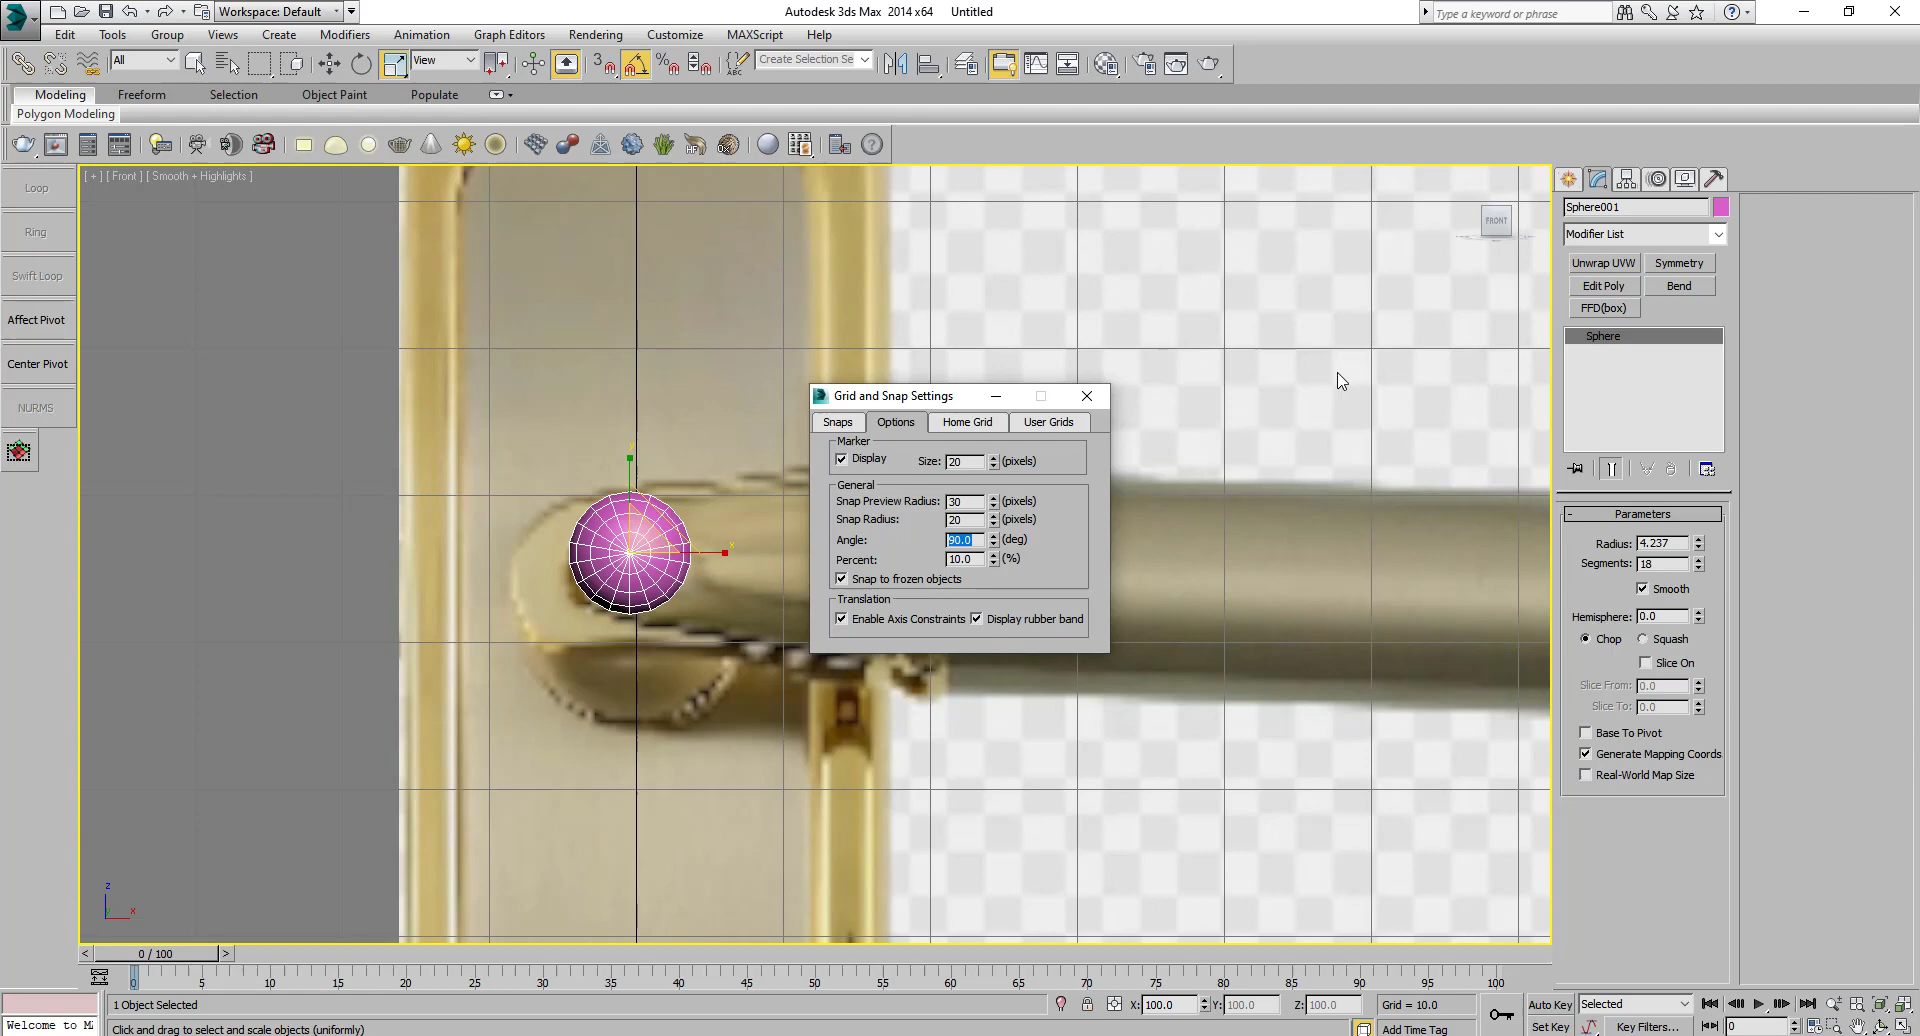 Workspace: Default
Autodesk 3ds Max 2014 x64 Untitled
Type a keyword or phrase
Edit Tools Group Views Create Modifiers Animation Graph Editors Rendering Customize MAXScript Help
All
View
3
ABC
Create Selection Se
Modeling Freeform Selection Object Paint Populate
Polygon Modeling
HF
Loop
Ring
Swift Loop
Affect Pivot
Center Pivot
NURMS
[ + ] [ Front ] [ Smooth + Highlights ]
FRONT
Grid and Snap Settings
Snaps Options Home Grid User Grids
Marker
Display Size: 20 (pixels)
General
Snap Preview Radius: 30 (pixels)
Snap Radius: 20 (pixels)
Angle: 90.0 (deg)
Percent: 10.0 (%)
Snap to frozen objects
Translation
Enable Axis Constraints Display rubber band
x
z
x
Sphere001
Modifier List
Unwrap UVW Symmetry
Edit Poly Bend
FFD(box)
Sphere
- Parameters
Radius: 4.237
Segments: 18
Smooth
Hemisphere: 0.0
Chop Squash
Slice On
Slice From: 0.0
Slice To: 0.0
Base To Pivot
Generate Mapping Coords
Real-World Map Size
< 0 / 100 >
0 5 10 15 20 25 30 35 40 45 50 55 60 65 70 75 80 85 90 95 100
1 Object Selected X: 100.0 Y: 100.0 Z: 100.0 Grid = 10.0 Auto Key Selected
Welcome to M Click and drag to select and scale objects (uniformly) Add Time Tag Set Key Key Filters... 0